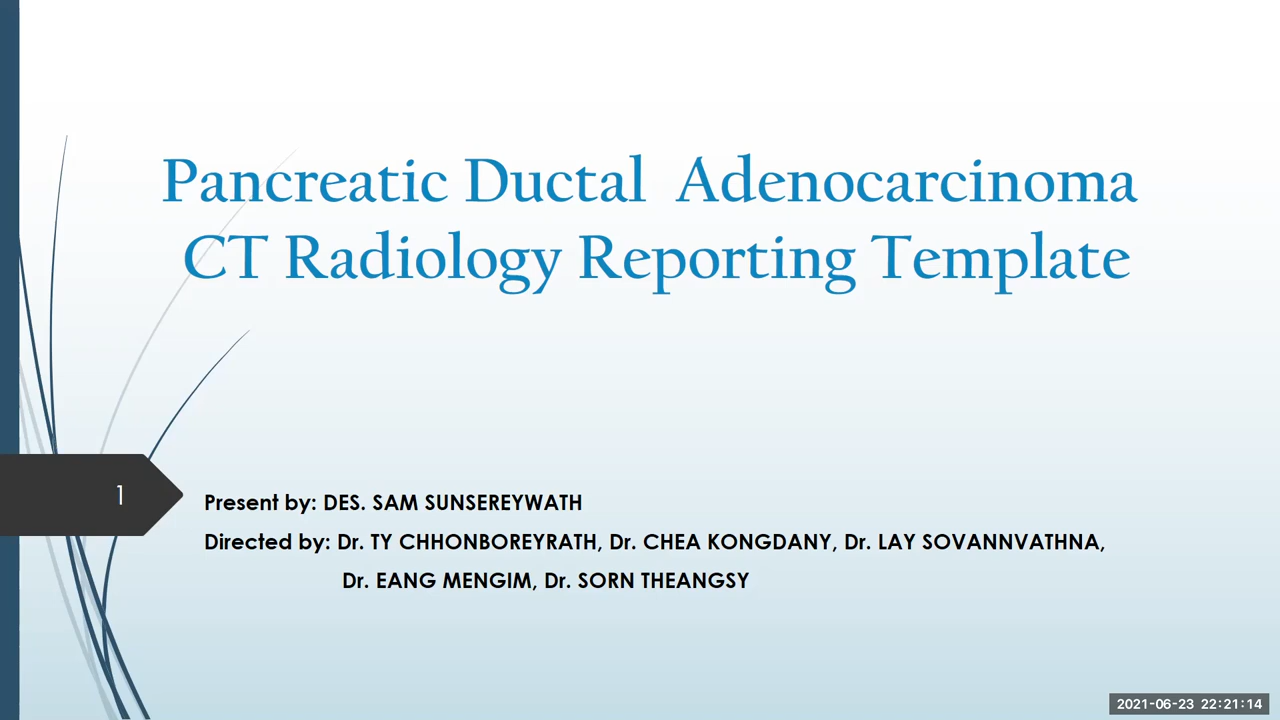 Pancreatic Ductal Adenocarcinoma
CT Radiology Reporting Template
1
Present by: DES. SAM SUNSEREYWATH
Directed by: Dr. TY CHHONBOREYRATH, Dr. CHEA KONGDANY, Dr. LAY SOVANNVATHNA,
Dr. EANG MENGIM, Dr. SORN THEANGSY
2021-06-23 22:21:14